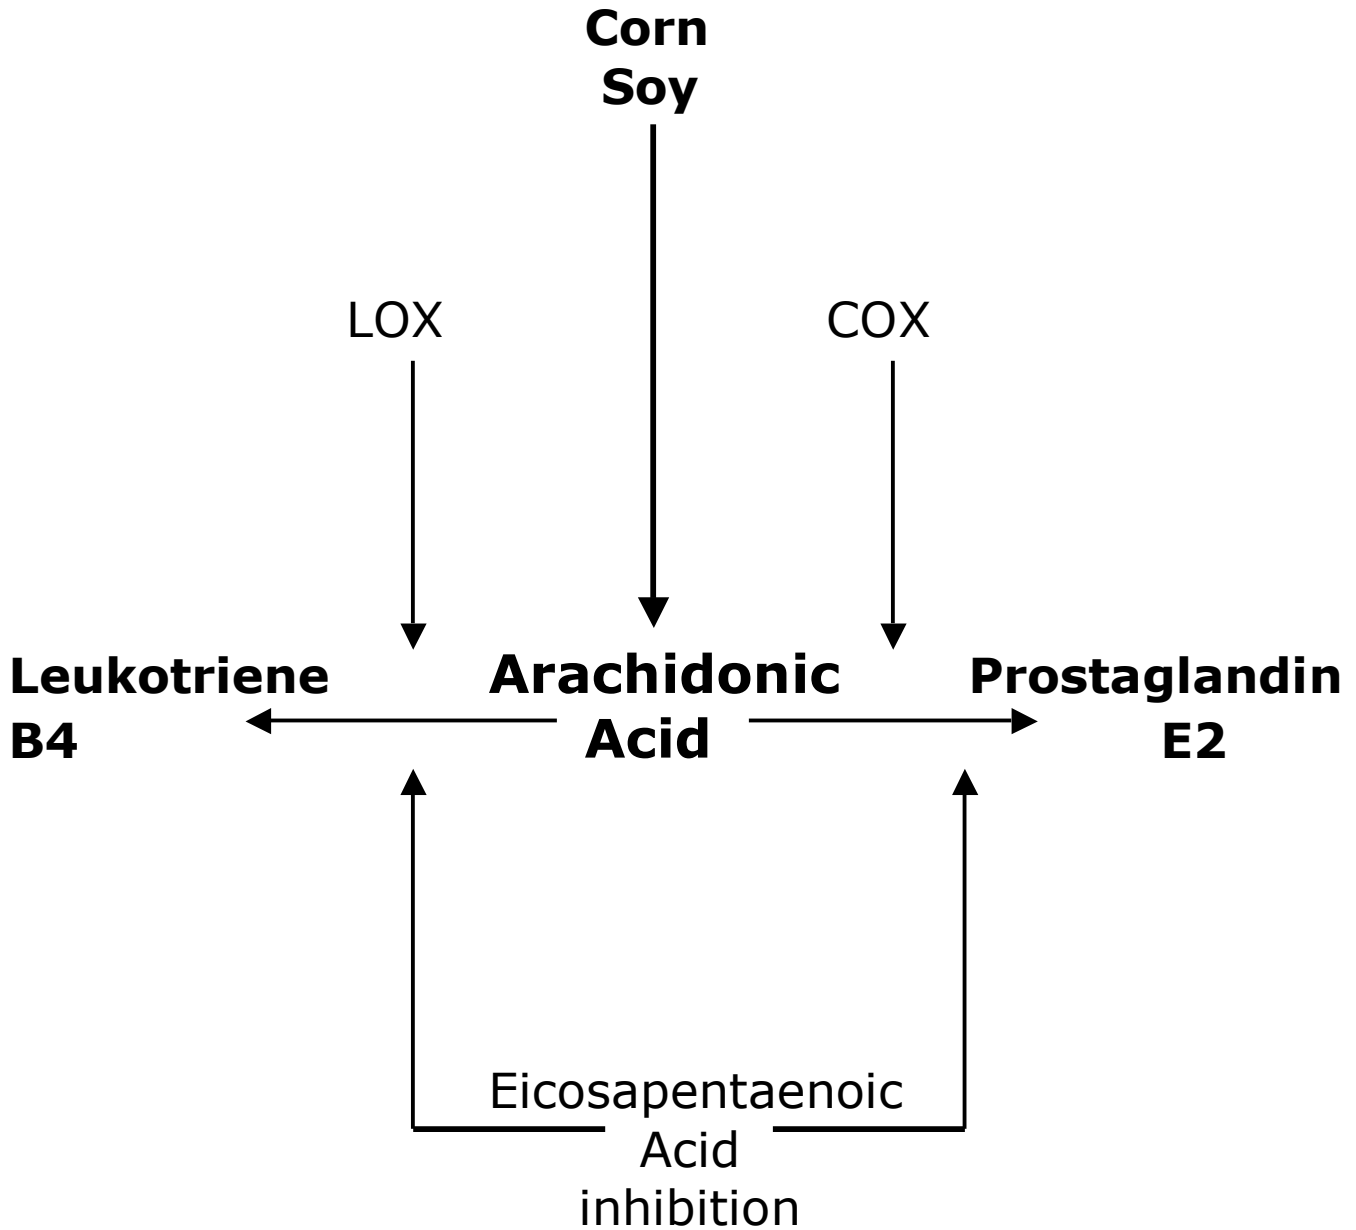 Corn
Soy
LOX
COX
Leukotriene
B4
Arachidonic
Acid
Prostaglandin
E2
Eicosapentaenoic
Acid
inhibition